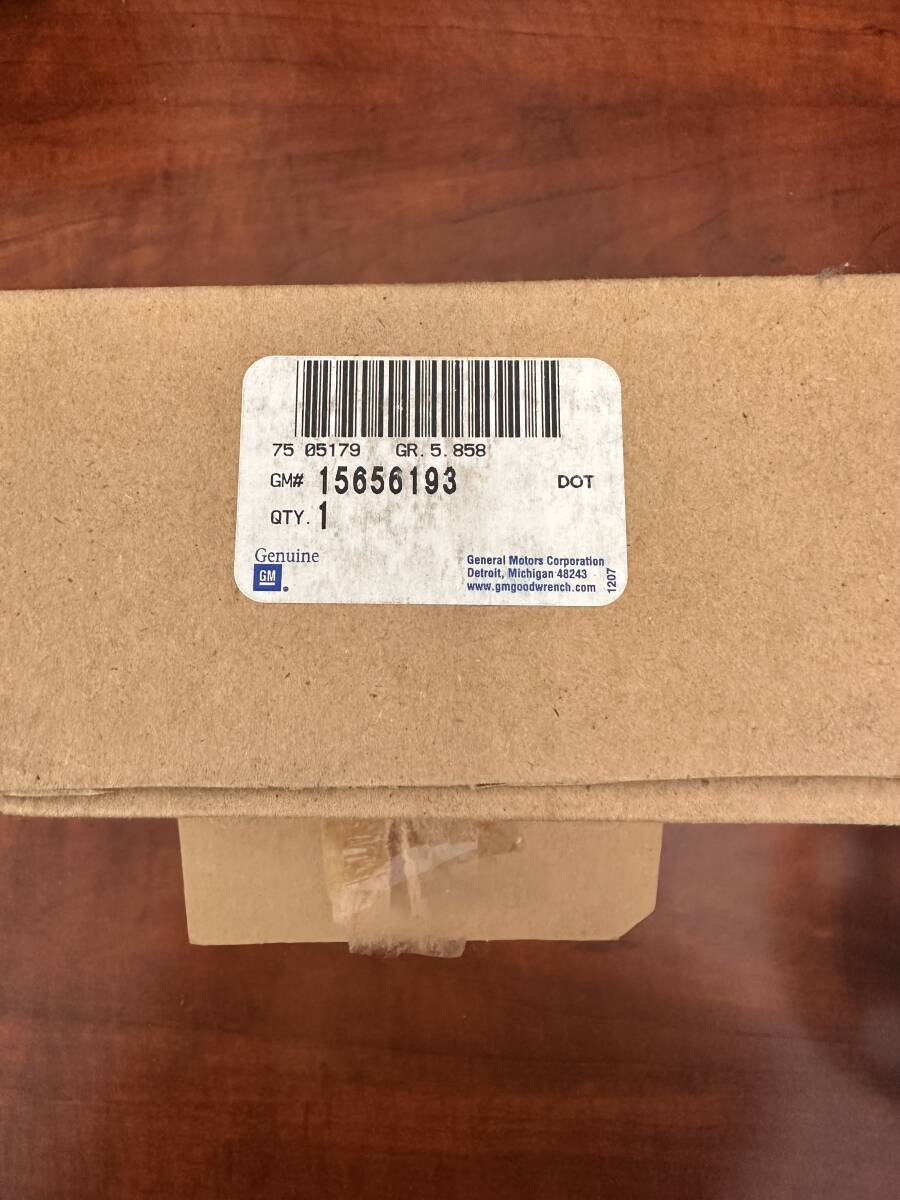 75 05179 GR. 5. 858
GM# 15656193 DOT
QTY. 1
Genuine
GM
General Motors Corporation
Detroit, Michigan 48243
www.gmgoodwrench.com
1207